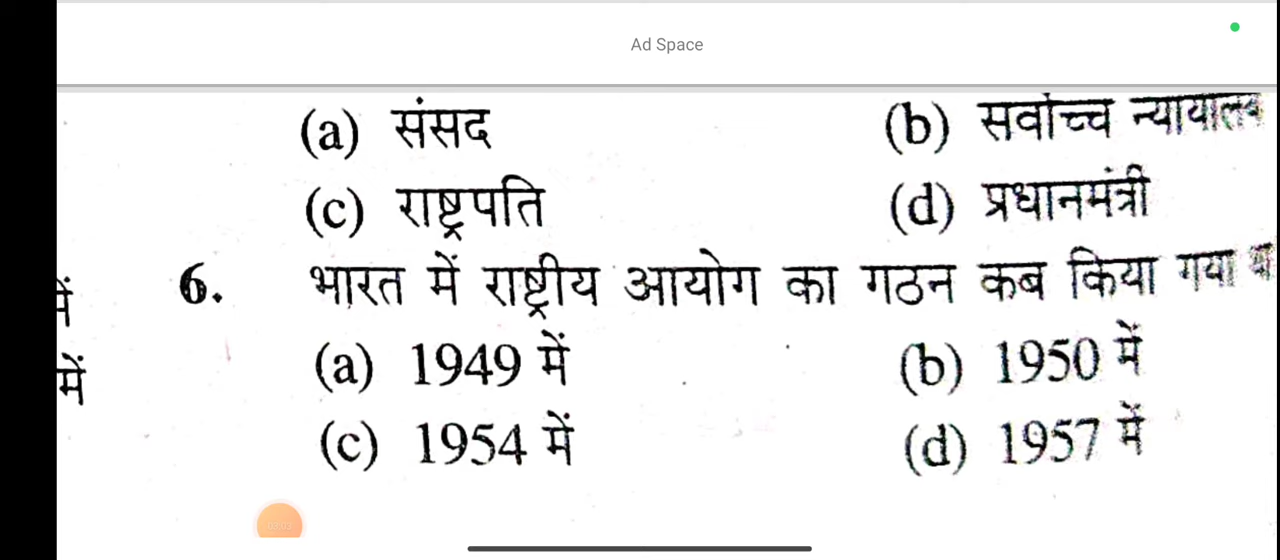 Ad Space
(a) संसद (b) सर्वोच्च न्यायालय
(c) राष्ट्रपति (d) प्रधानमंत्री
6. भारत में राष्ट्रीय आयोग का गठन कब किया गया
में (a) 1949 में (b) 1950 में
में (c) 1954 में (d) 1957 में